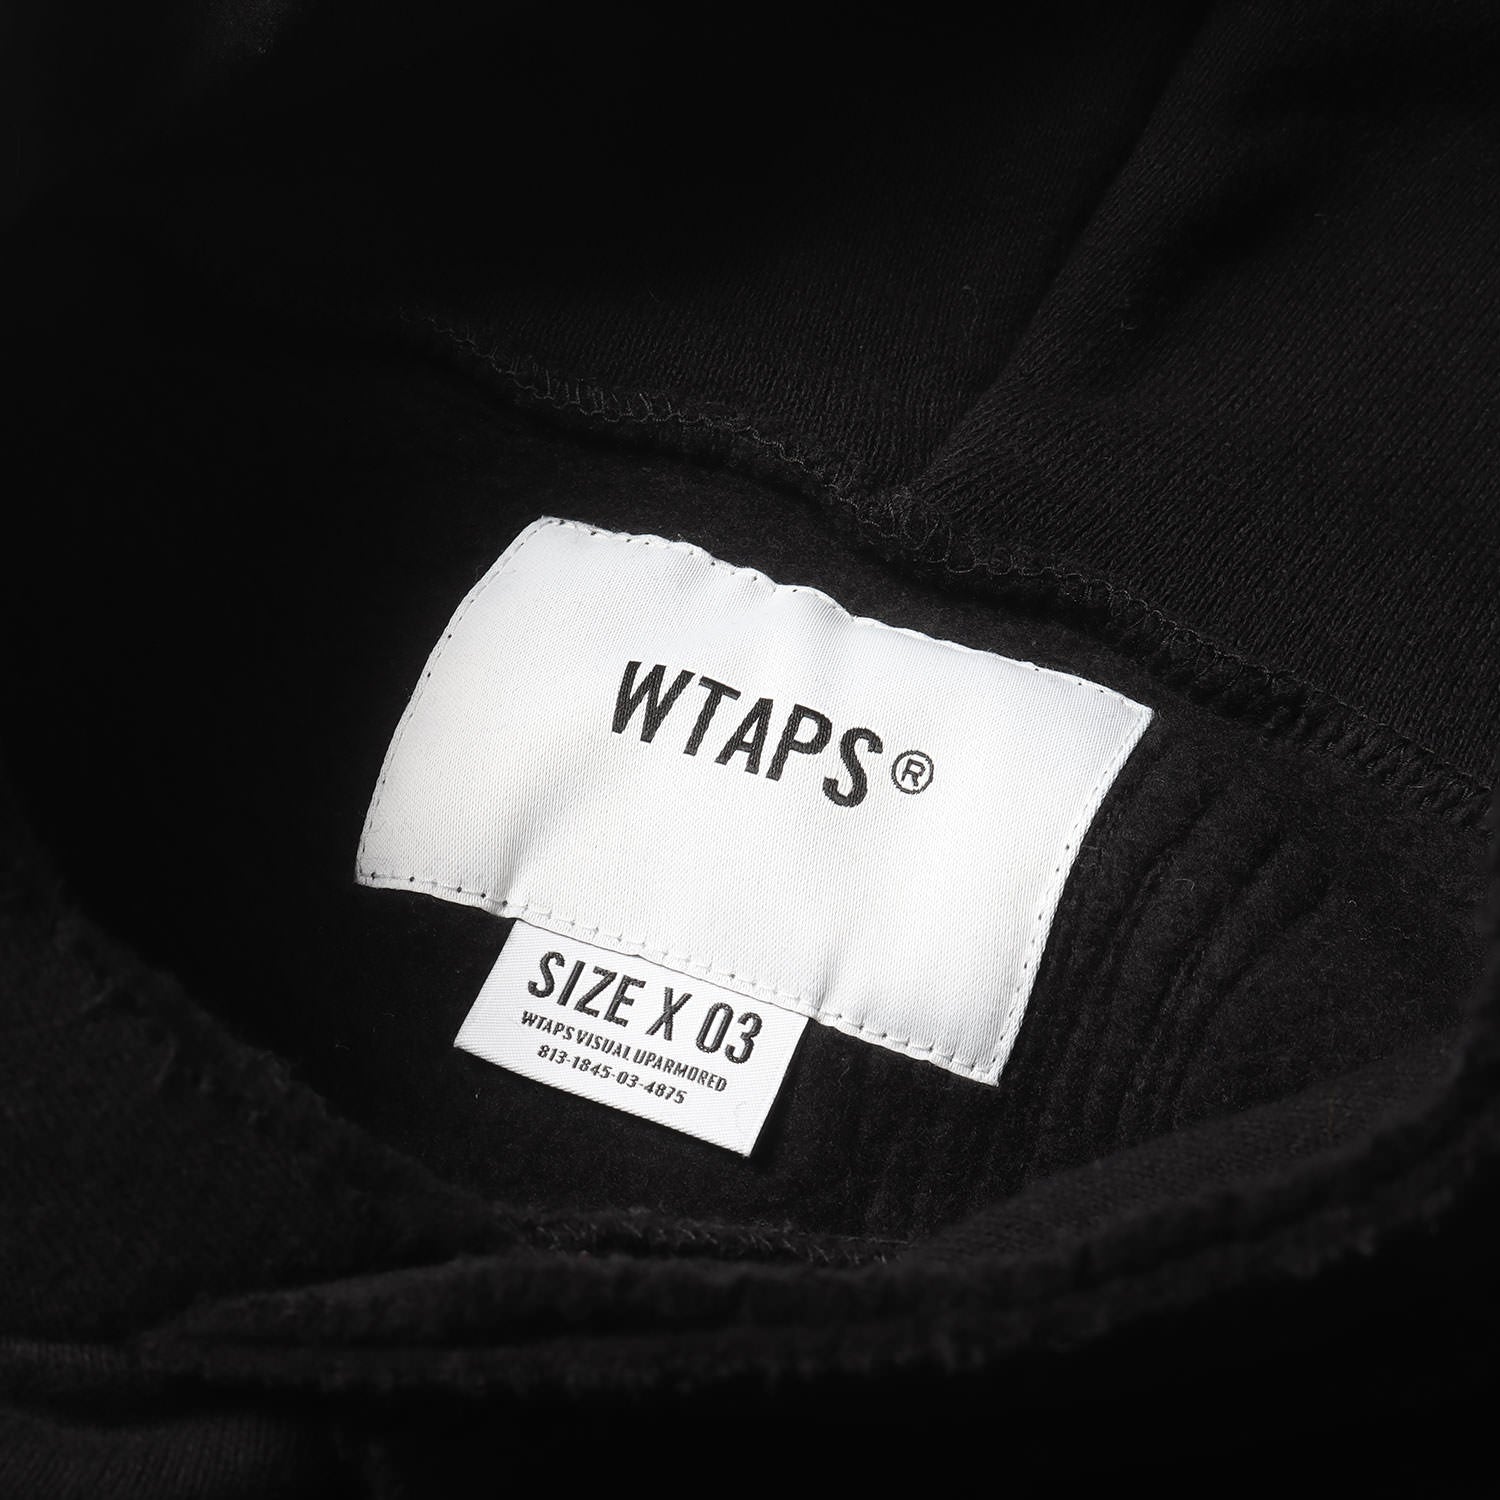 WTAPS®
SIZE X 03
WTAPS VISUAL UPARMORED
813-1845-03-4875